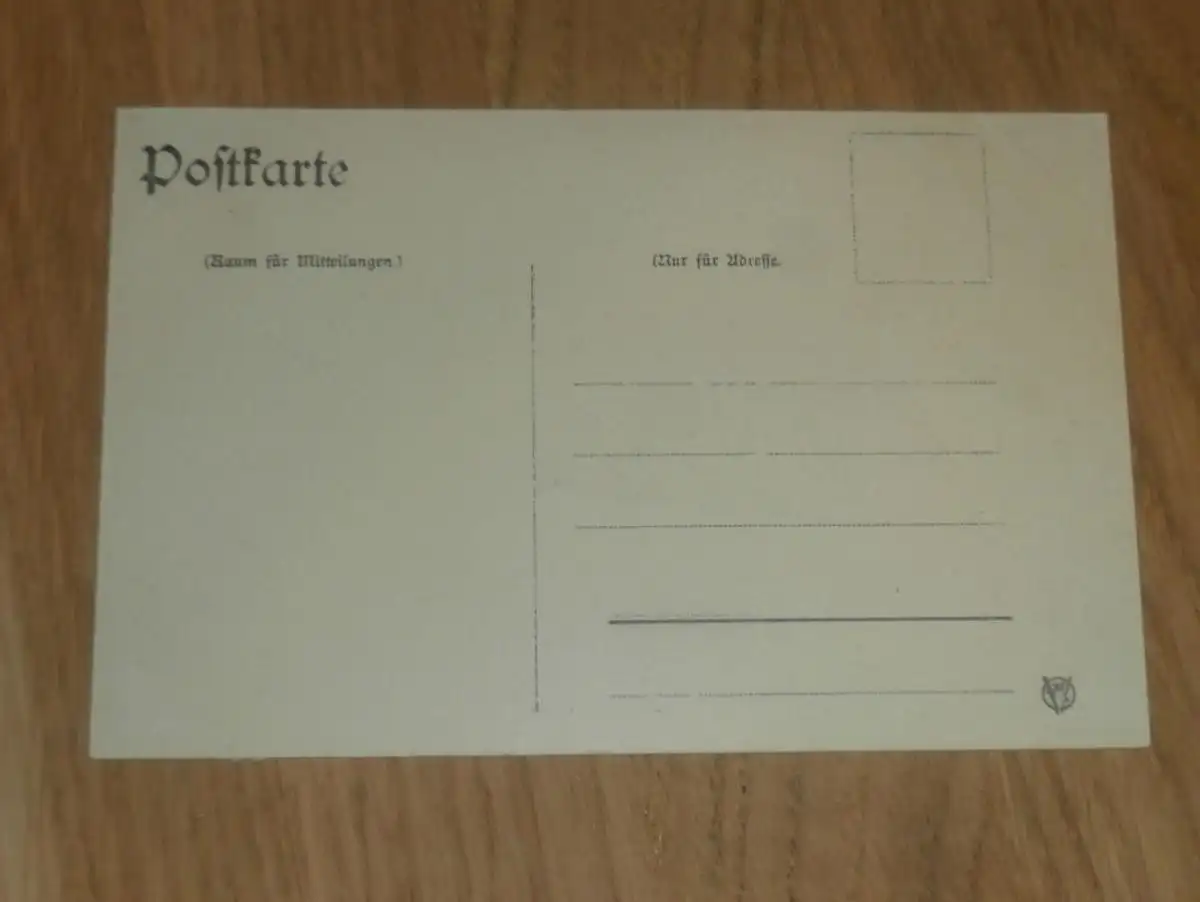 Postkarte
(Raum für Mitteilungen)
(Nur für Adresse.